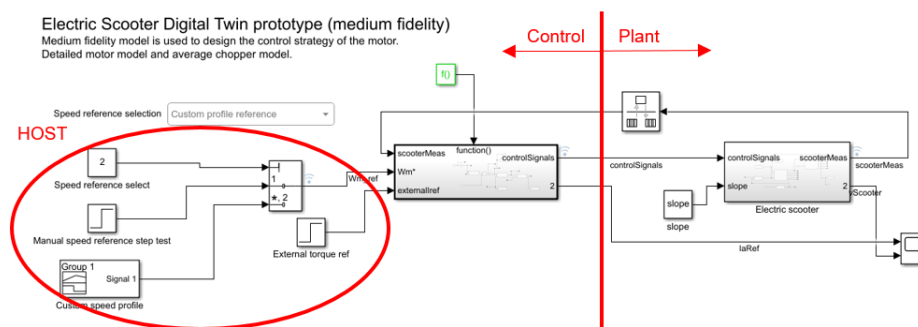 Electric Scooter Digital Twin prototype (medium fidelity)
Medium fidelity model is used to design the control strategy of the motor.
Detailed motor model and average chopper model.
Control
Plant
f()
Speed reference selection
Custom profile reference
HOST
2
Speed reference select
1
*, 2
Wm_ref
Manual speed reference step test
External torque ref
Group 1
Signal 1
Custom speed profile
function()
scooterMeas
controlSignals
Wm*
externalIref
2
controlSignals
controlSignals
scooterMeas
scooterMeas
slope
2
vScooter
slope
slope
Electric scooter
IaRef